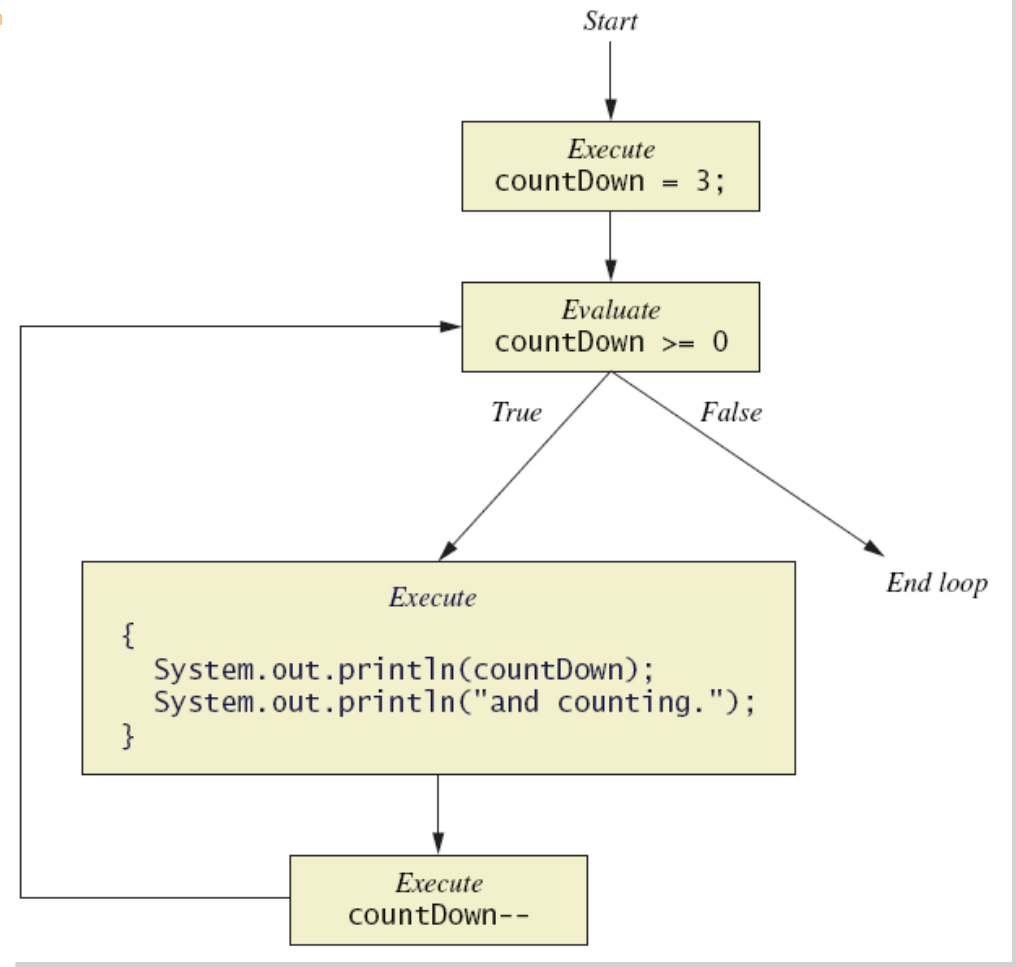 Start
Execute
countDown = 3;
Evaluate
countDown >= 0
True
False
End loop
Execute
{
System.out.println(countDown);
System.out.println("and counting.");
}
Execute
countDown--